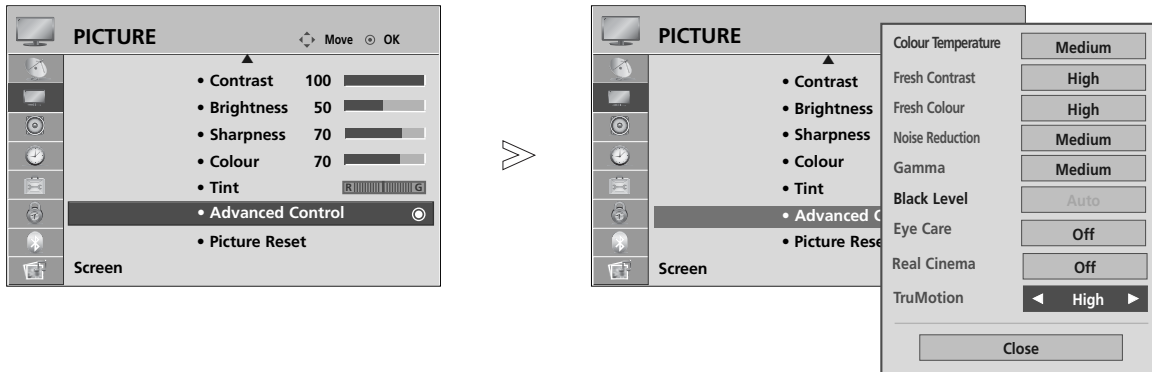 PICTURE
Move OK
• Contrast 100
• Brightness 50
• Sharpness 70
• Colour 70
• Tint R G
• Advanced Control
• Picture Reset
Screen
PICTURE
• Contrast
• Brightness
• Sharpness
• Colour
• Tint
• Advanced C
• Picture Rese
Screen
Colour Temperature Medium
Fresh Contrast High
Fresh Colour High
Noise Reduction Medium
Gamma Medium
Black Level Auto
Eye Care Off
Real Cinema Off
TruMotion ◀ High ▶
Close